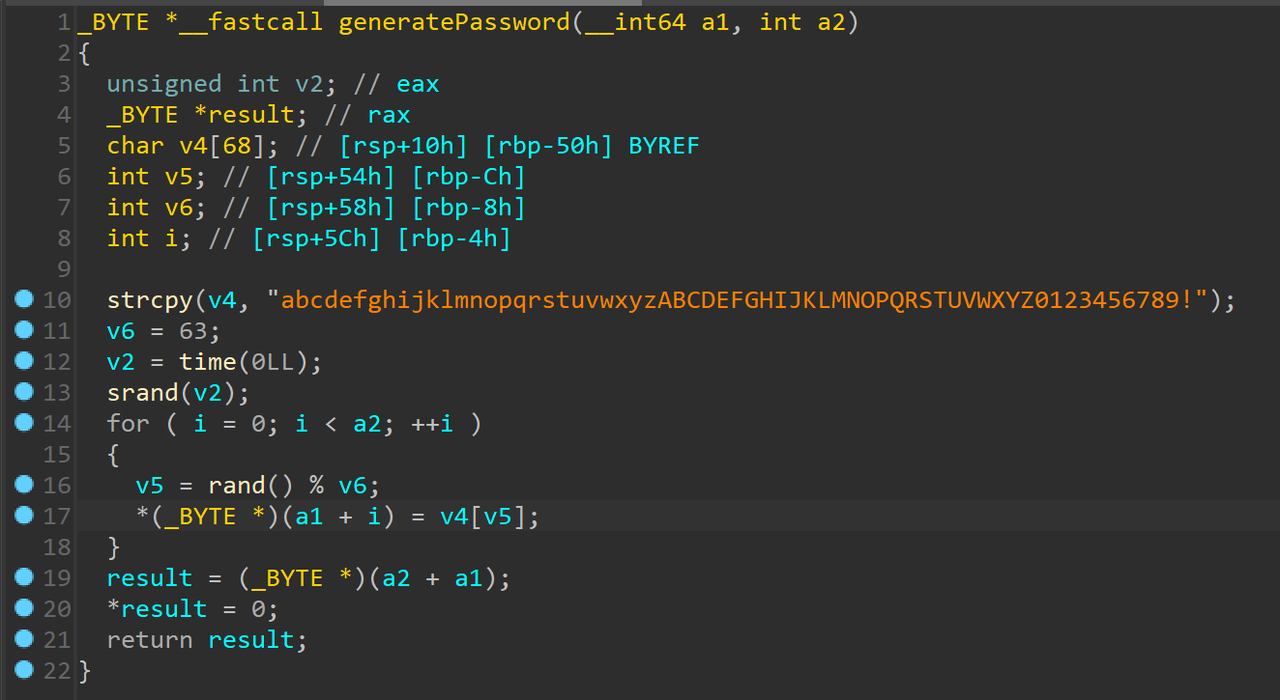 1 _BYTE *__fastcall generatePassword(__int64 a1, int a2)
2 {
3   unsigned int v2; // eax
4   _BYTE *result; // rax
5   char v4[68]; // [rsp+10h] [rbp-50h] BYREF
6   int v5; // [rsp+54h] [rbp-Ch]
7   int v6; // [rsp+58h] [rbp-8h]
8   int i; // [rsp+5Ch] [rbp-4h]
9
10   strcpy(v4, "abcdefghijklmnopqrstuvwxyzABCDEFGHIJKLMNOPQRSTUVWXYZ0123456789!");
11   v6 = 63;
12   v2 = time(0LL);
13   srand(v2);
14   for ( i = 0; i < a2; ++i )
15   {
16     v5 = rand() % v6;
17     *(_BYTE *)(a1 + i) = v4[v5];
18   }
19   result = (_BYTE *)(a2 + a1);
20   *result = 0;
21   return result;
22 }